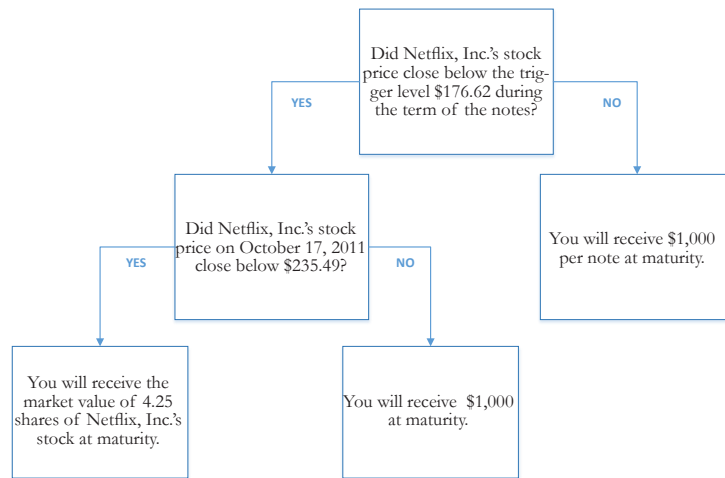 Did Netflix, Inc.'s stock
price close below the trig-
ger level $176.62 during
the term of the notes?
YES
NO
Did Netflix, Inc.'s stock
price on October 17, 2011
close below $235.49?
You will receive $1,000
per note at maturity.
YES
NO
You will receive the
market value of 4.25
shares of Netflix, Inc.'s
stock at maturity.
You will receive $1,000
at maturity.